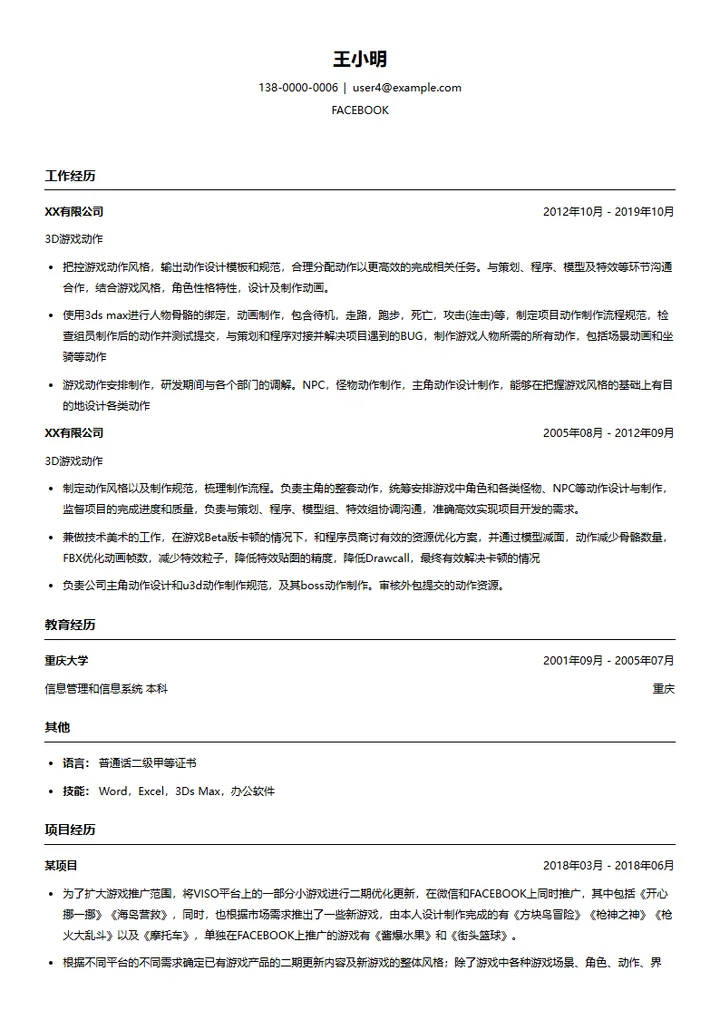 王小明
138-0000-0006 | user4@example.com
FACEBOOK
工作经历
XX有限公司 2012年10月 - 2019年10月
3D游戏动作
• 把控游戏动作风格，输出动作设计模板和规范，合理分配动作以更高效的完成相关任务。与策划、程序、模型及特效等环节沟通
合作，结合游戏风格，角色性格特性，设计及制作动画。
• 使用3ds max进行人物骨骼的绑定，动画制作，包含待机，走路，跑步，死亡，攻击(连击)等，制定项目动作制作流程规范，检
查组员制作后的动作并测试提交，与策划和程序对接并解决项目遇到的BUG，制作游戏人物所需的所有动作，包括场景动画和坐
骑等动作
• 游戏动作安排制作，研发期间与各个部门的调解。NPC，怪物动作制作，主角动作设计制作，能够在把握游戏风格的基础上有目
的地设计各类动作
XX有限公司 2005年08月 - 2012年09月
3D游戏动作
• 制定动作风格以及制作规范，梳理制作流程。负责主角的整套动作，统筹安排游戏中角色和各类怪物、NPC等动作设计与制作，
监督项目的完成进度和质量，负责与策划、程序、模型组、特效组协调沟通，准确高效实现项目开发的需求。
• 兼做技术美术的工作，在游戏Beta版卡顿的情况下，和程序员商讨有效的资源优化方案，并通过模型减面，动作减少骨骼数量，
FBX优化动画帧数，减少特效粒子，降低特效贴图的精度，降低Drawcall，最终有效解决卡顿的情况
• 负责公司主角动作设计和u3d动作制作规范，及其boss动作制作。审核外包提交的动作资源。
教育经历
重庆大学 2001年09月 - 2005年07月
信息管理和信息系统 本科 重庆
其他
• 语言： 普通话二级甲等证书
• 技能： Word，Excel，3Ds Max，办公软件
项目经历
某项目 2018年03月 - 2018年06月
• 为了扩大游戏推广范围，将VISO平台上的一部分小游戏进行二期优化更新，在微信和FACEBOOK上同时推广，其中包括《开心
挪一挪》《海岛营救》，同时，也根据市场需求推出了一些新游戏，由本人设计制作完成的有《方块鸟冒险》《枪神之神》《枪
火大乱斗》以及《摩托车》，单独在FACEBOOK上推广的游戏有《酱爆水果》和《街头篮球》。
• 根据不同平台的不同需求确定已有游戏产品的二期更新内容及新游戏的整体风格；除了游戏中各种游戏场景、角色、动作、界